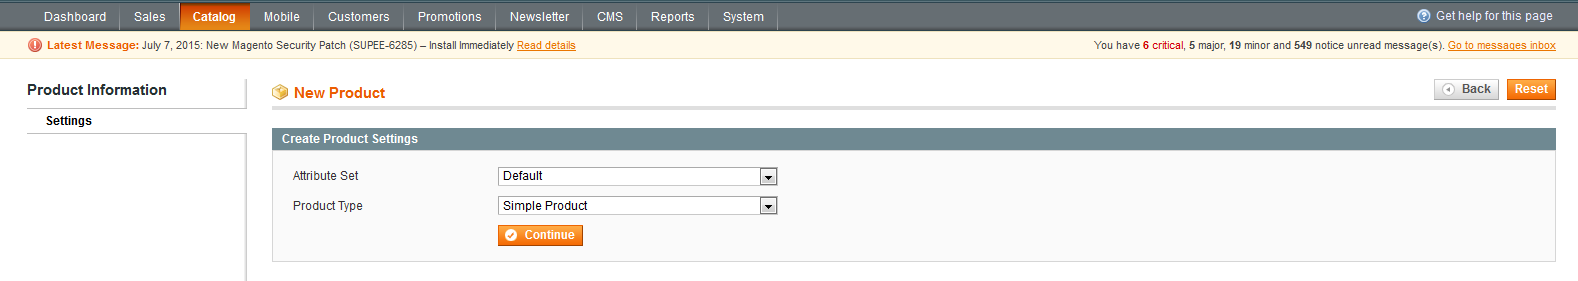 Dashboard Sales Catalog Mobile Customers Promotions Newsletter CMS Reports System Get help for this page
Latest Message: July 7, 2015: New Magento Security Patch (SUPEE-6285) – Install Immediately Read details You have 6 critical, 5 major, 19 minor and 549 notice unread message(s). Go to messages inbox
Product Information
Settings
New Product Back Reset
Create Product Settings
Attribute Set Default
Product Type Simple Product
Continue